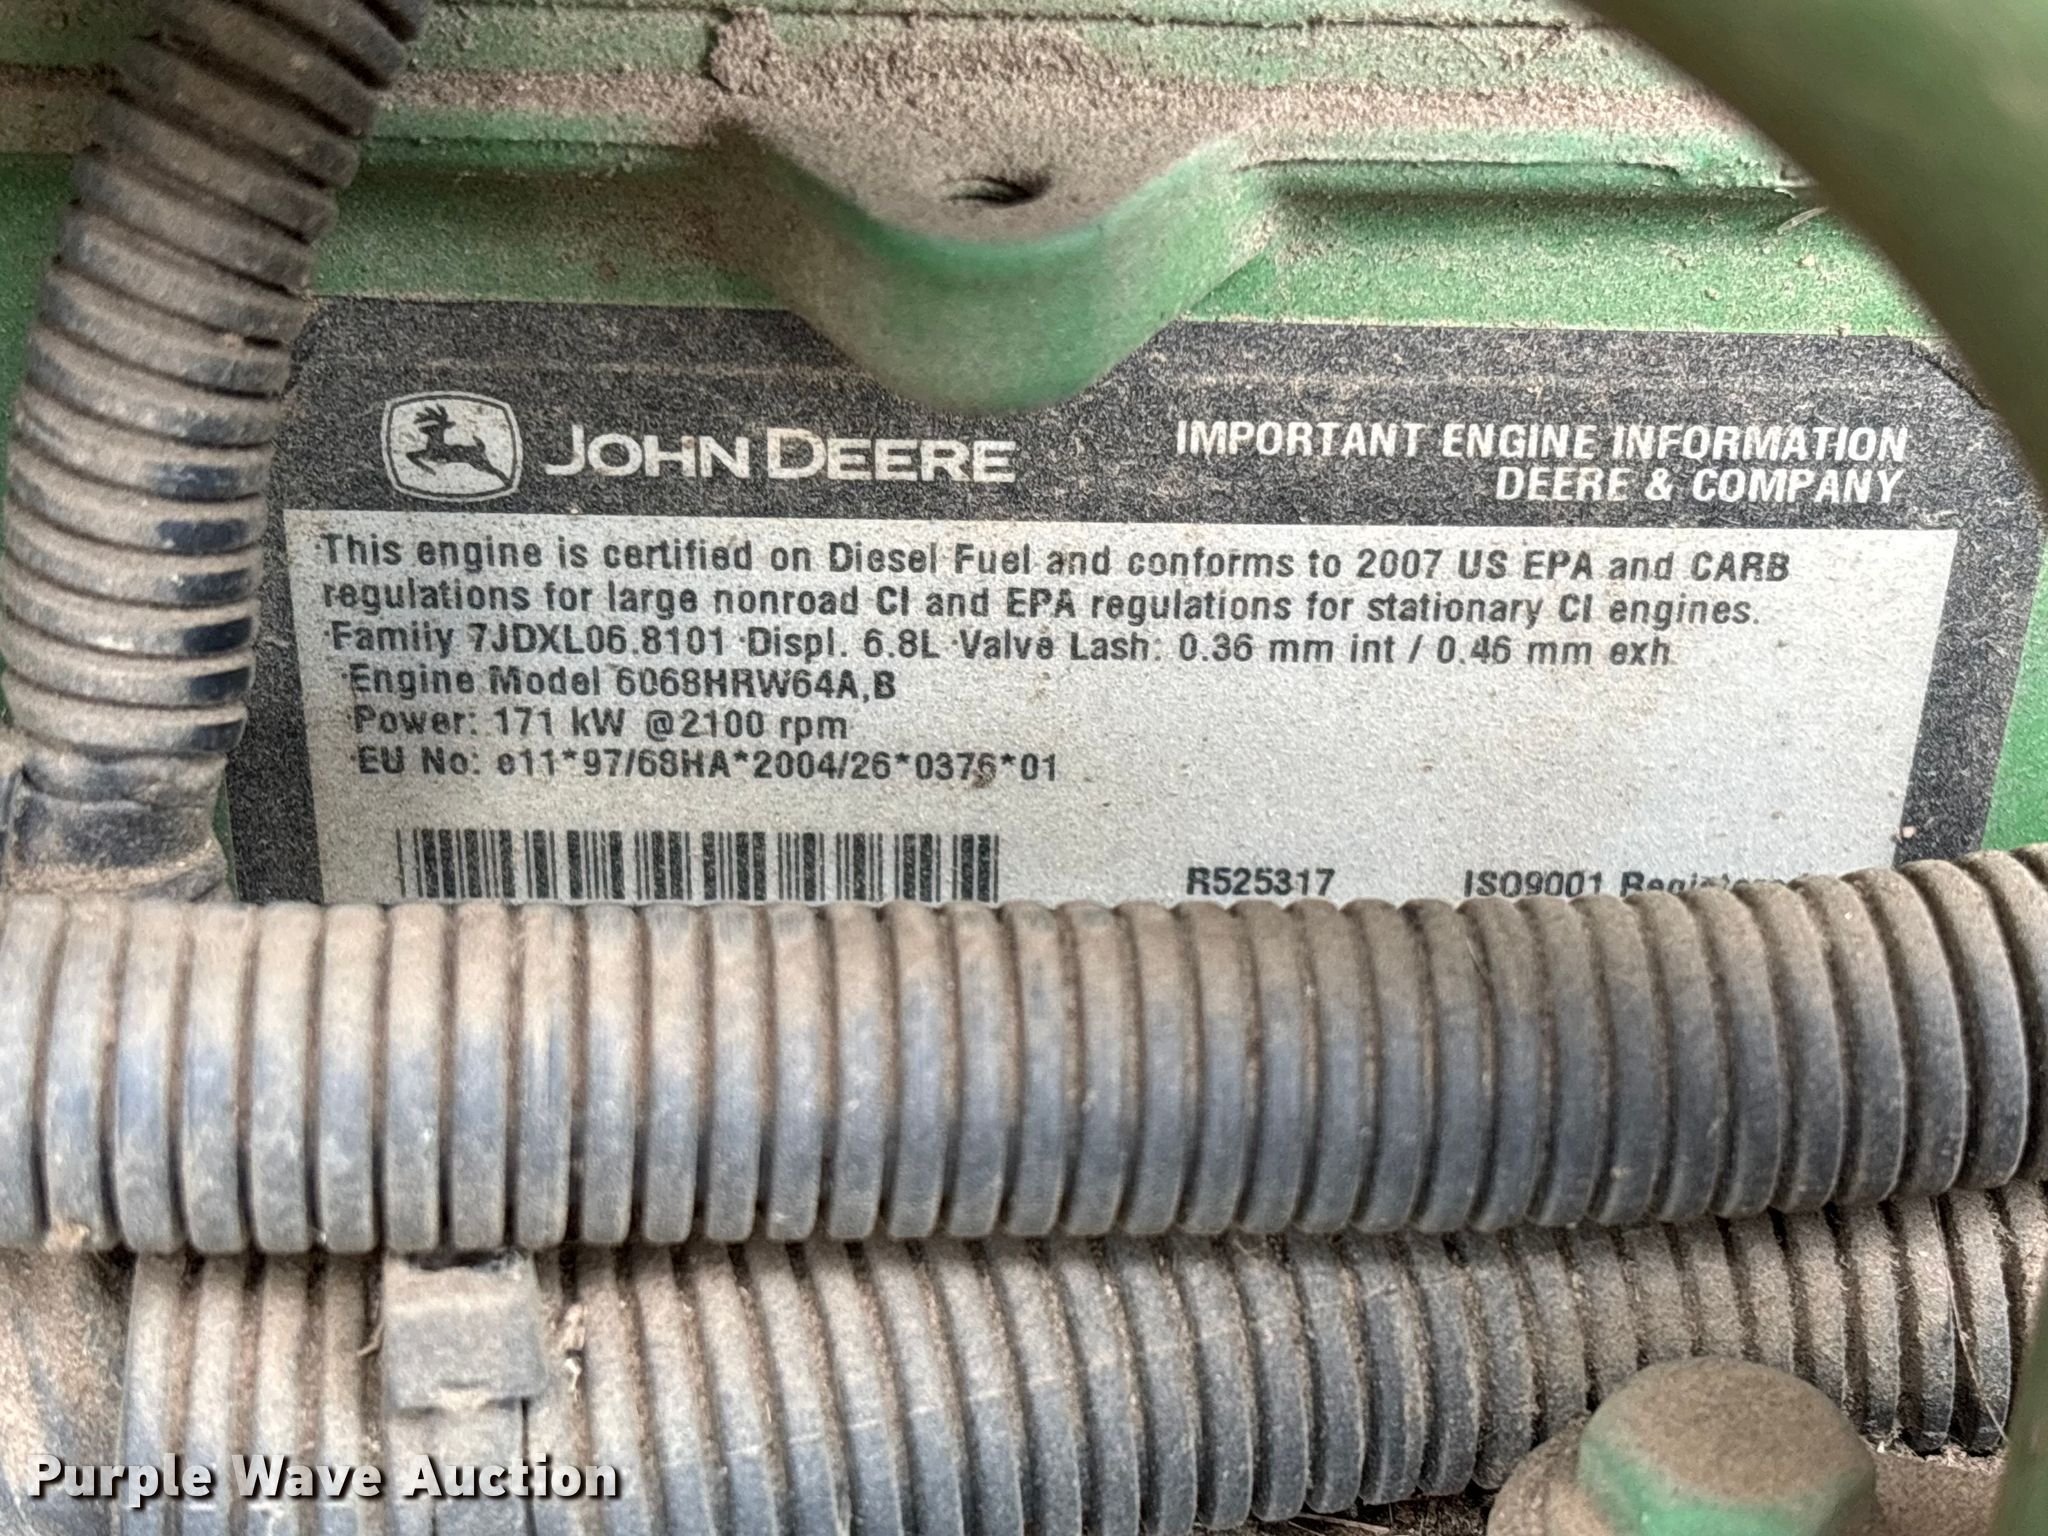 JOHN DEERE
IMPORTANT ENGINE INFORMATION
DEERE & COMPANY
This engine is certified on Diesel Fuel and conforms to 2007 US EPA and CARB
regulations for large nonroad CI and EPA regulations for stationary CI engines.
·Family 7JDXL06.8101 ·Displ. 6.8L ·Valve Lash: 0.36 mm int / 0.46 mm exh
·Engine Model 6068HRW64A,B
·Power: 171 kW @2100 rpm
·EU No: e11*97/68HA*2004/26*0376*01
R525317 ISO9001
Purple Wave Auction